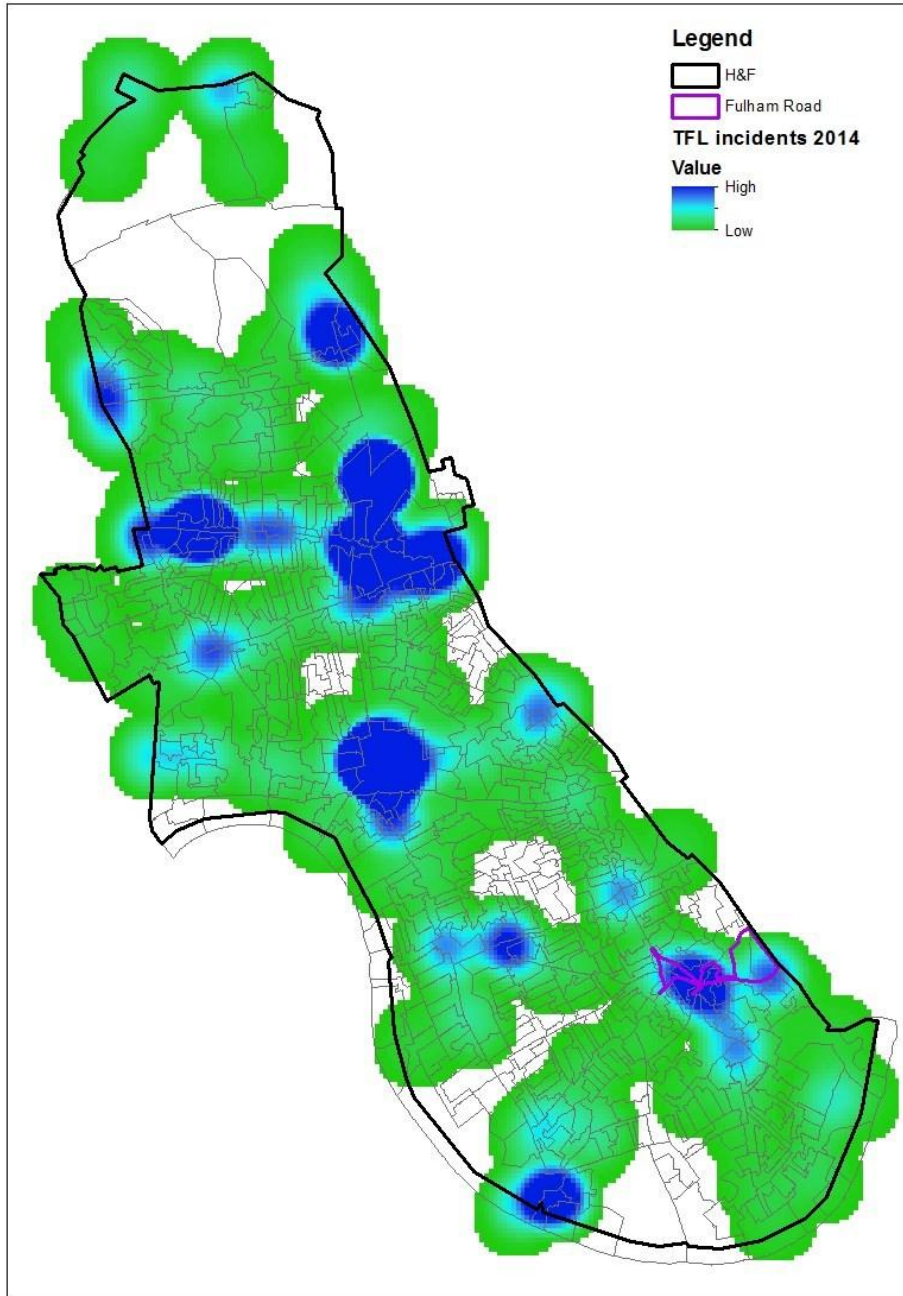 Legend
H&F
Fulham Road
TFL incidents 2014
Value
High
Low